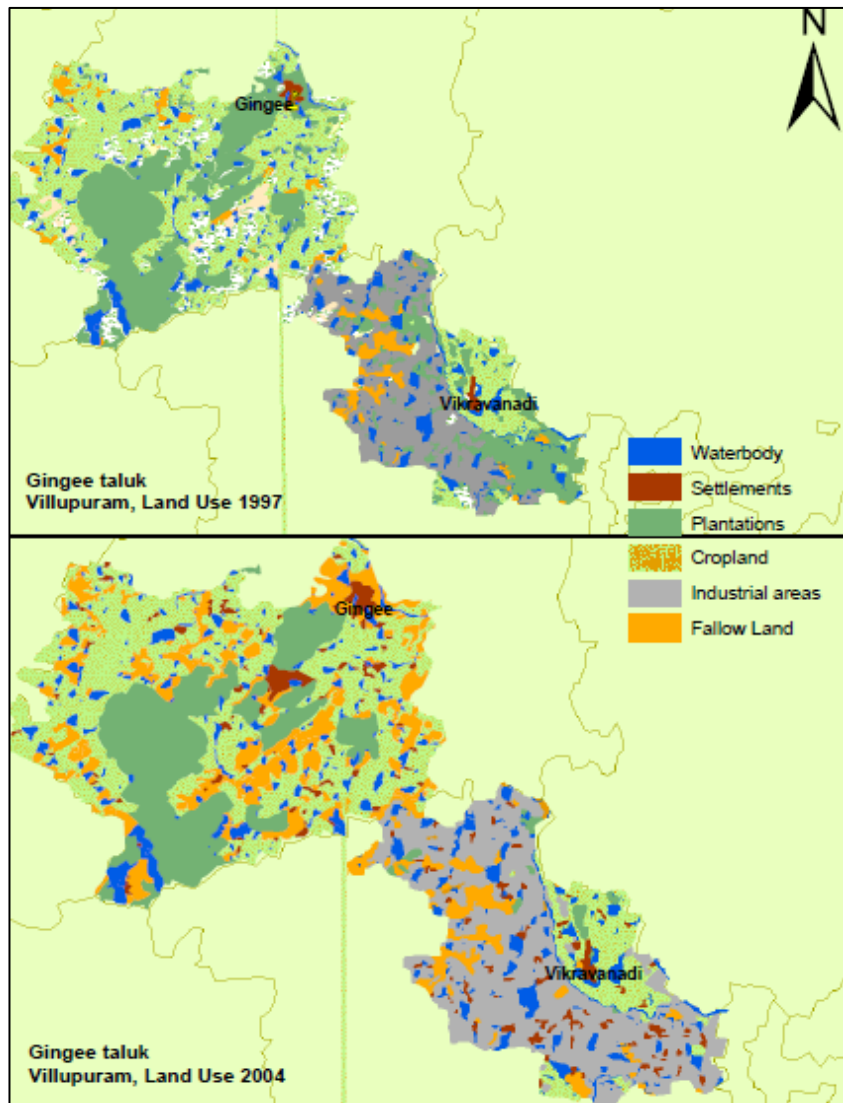 N
Gingee
Vikravanadi
Gingee taluk
Villupuram, Land Use 1997
Waterbody
Settlements
Plantations
Cropland
Industrial areas
Fallow Land
Gingee
Vikravanadi
Gingee taluk
Villupuram, Land Use 2004